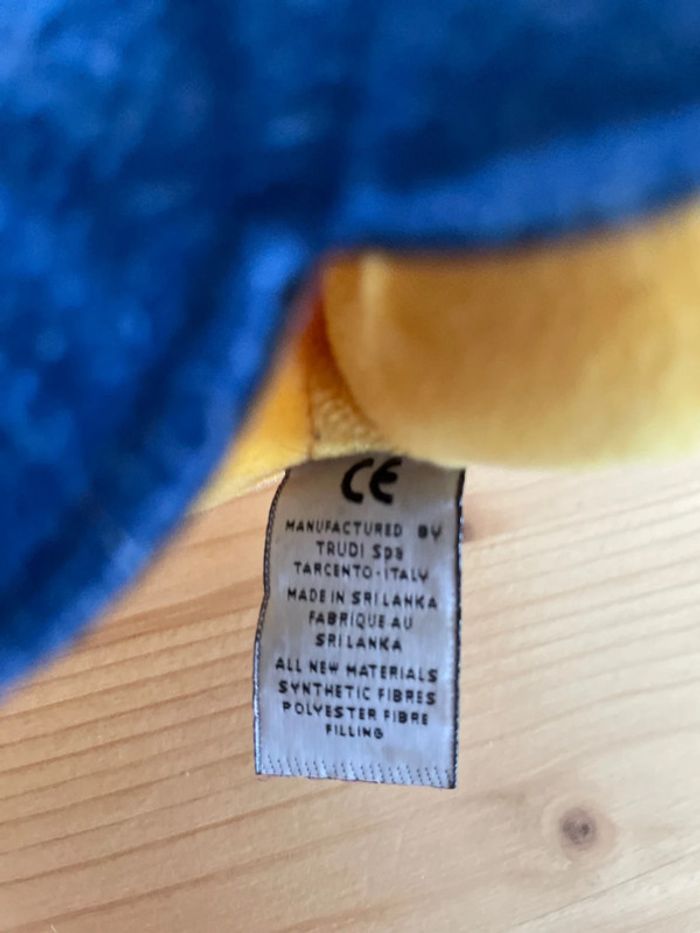 CE
MANUFACTURED BY
TRUDI SpA
TARCENTO-ITALY
MADE IN SRI LANKA
FABRIQUE AU
SRI LANKA
ALL NEW MATERIALS
SYNTHETIC FIBRES
POLYESTER FIBRE
FILLING